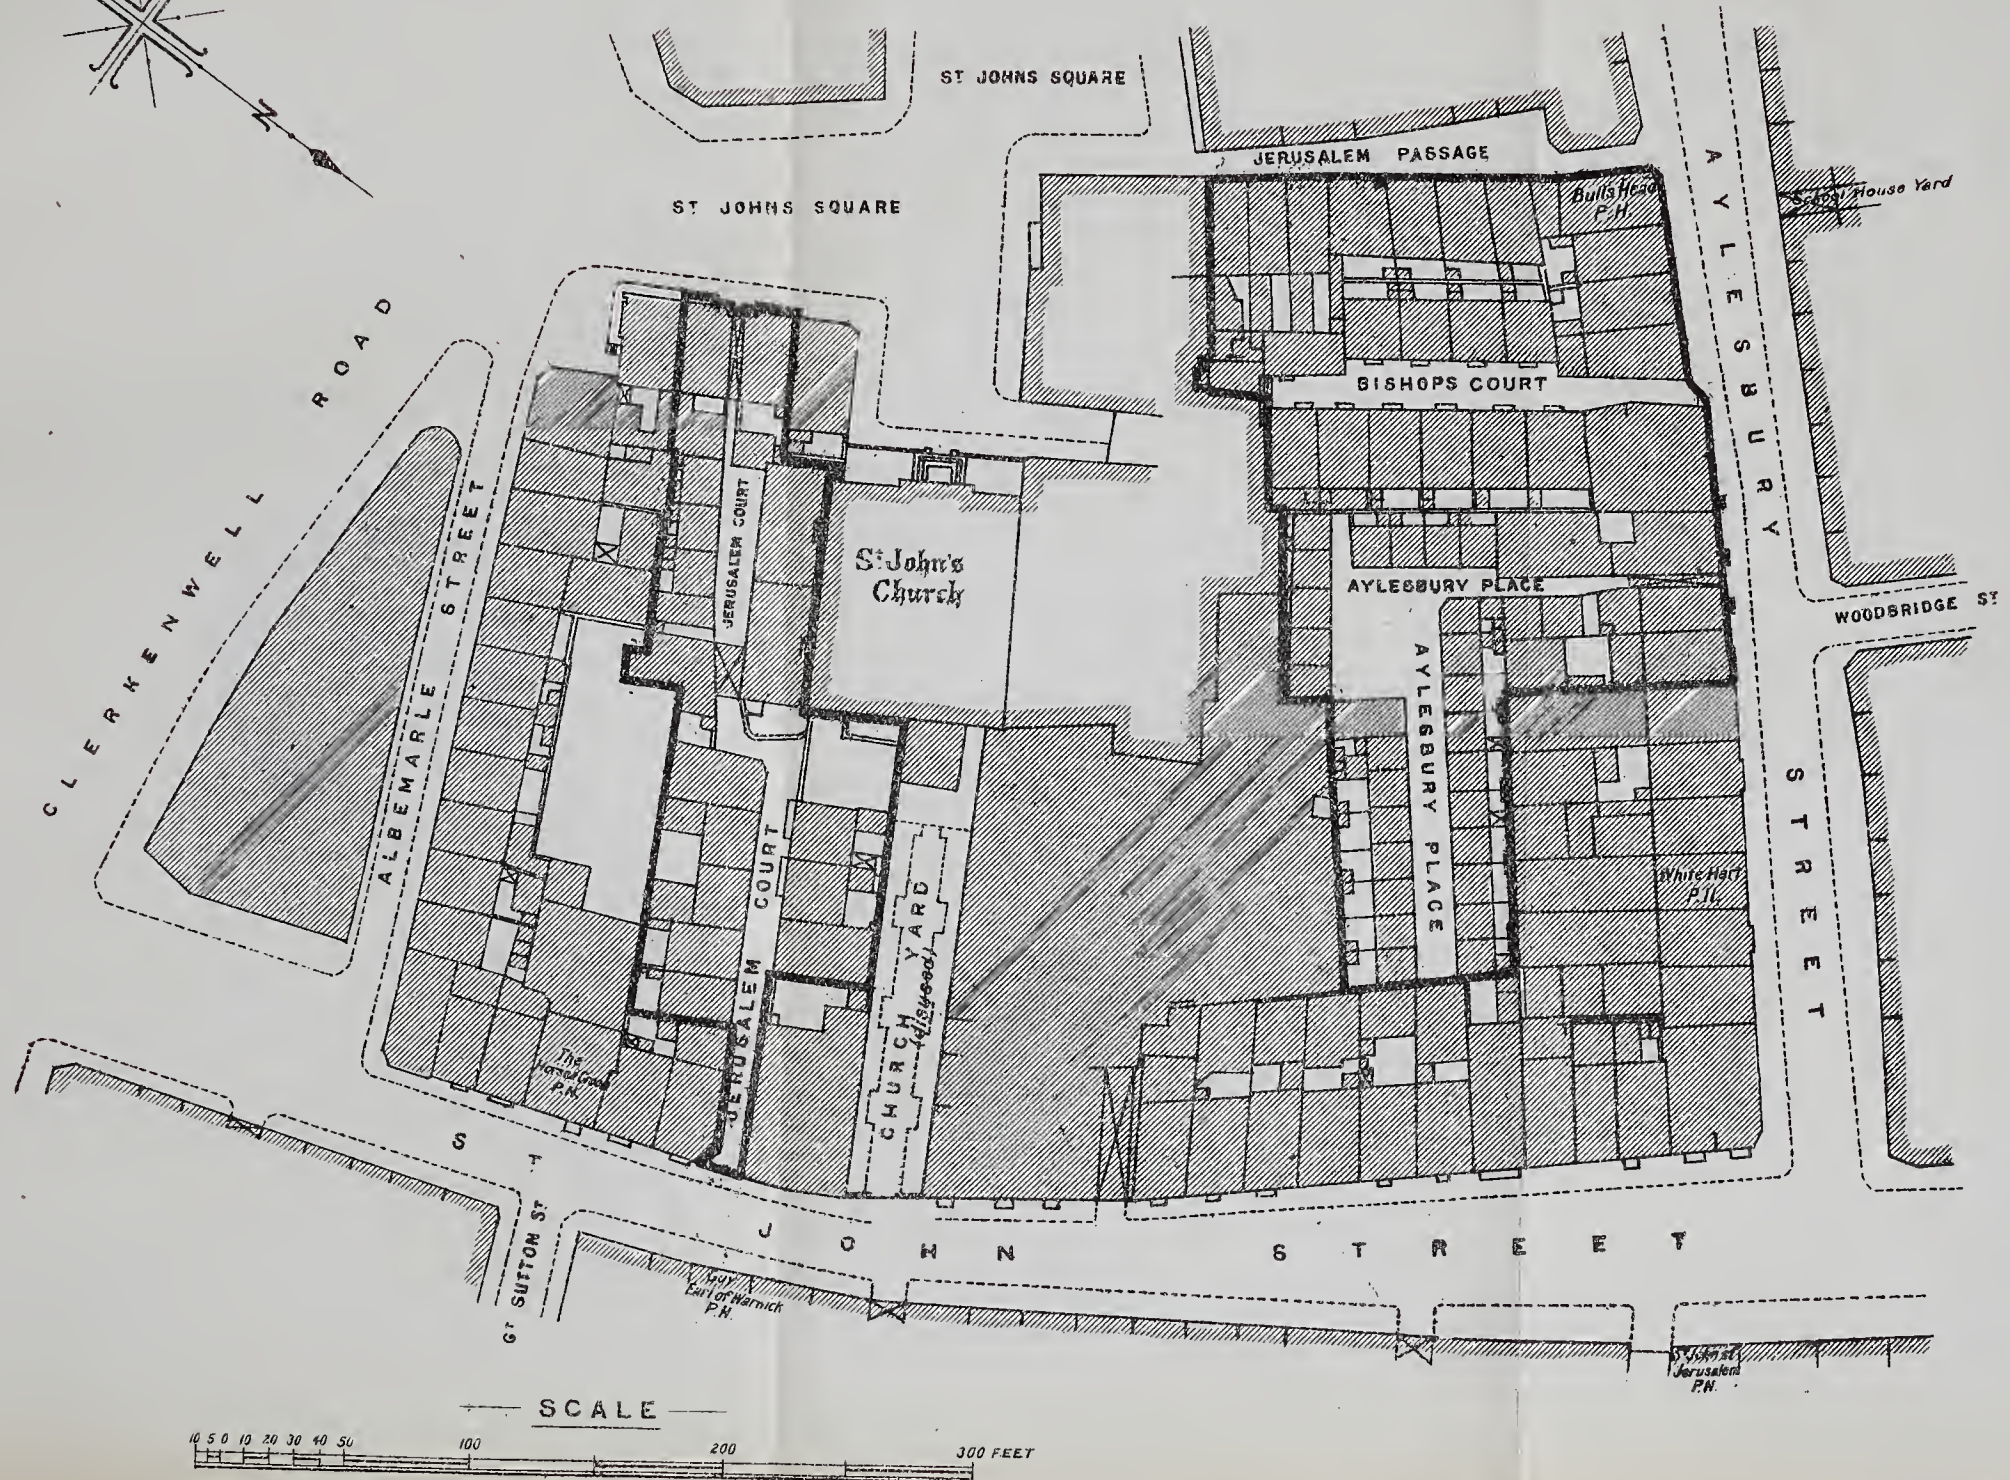 N
ST JOHNS SQUARE
ST JOHNS SQUARE
JERUSALEM PASSAGE
Bulls Head
P.H.
School House Yard
AYLESBURY STREET
BISHOPS COURT
CLERKENWELL ROAD
ALBEMARLE STREET
JERUSALEM COURT
St John's
Church
AYLESBURY PLACE
WOODBRIDGE ST
AYLESBURY PLACE
White Hart
P.H.
JERUSALEM COURT
CHURCH YARD
(disused)
The
P.H.
ST JOHN STREET
GT SUTTON ST
Guy
Earl of Warwick
P.H.
St John of
Jerusalem
P.H.
SCALE
10 5 0 10 20 30 40 50 100 200 300 FEET